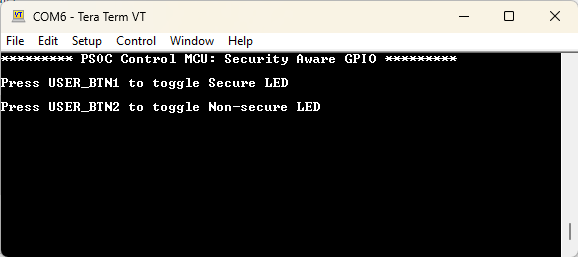 COM6 - Tera Term VT
File Edit Setup Control Window Help
********* PSOC Control MCU: Security Aware GPIO *********
Press USER_BTN1 to toggle Secure LED
Press USER_BTN2 to toggle Non-secure LED